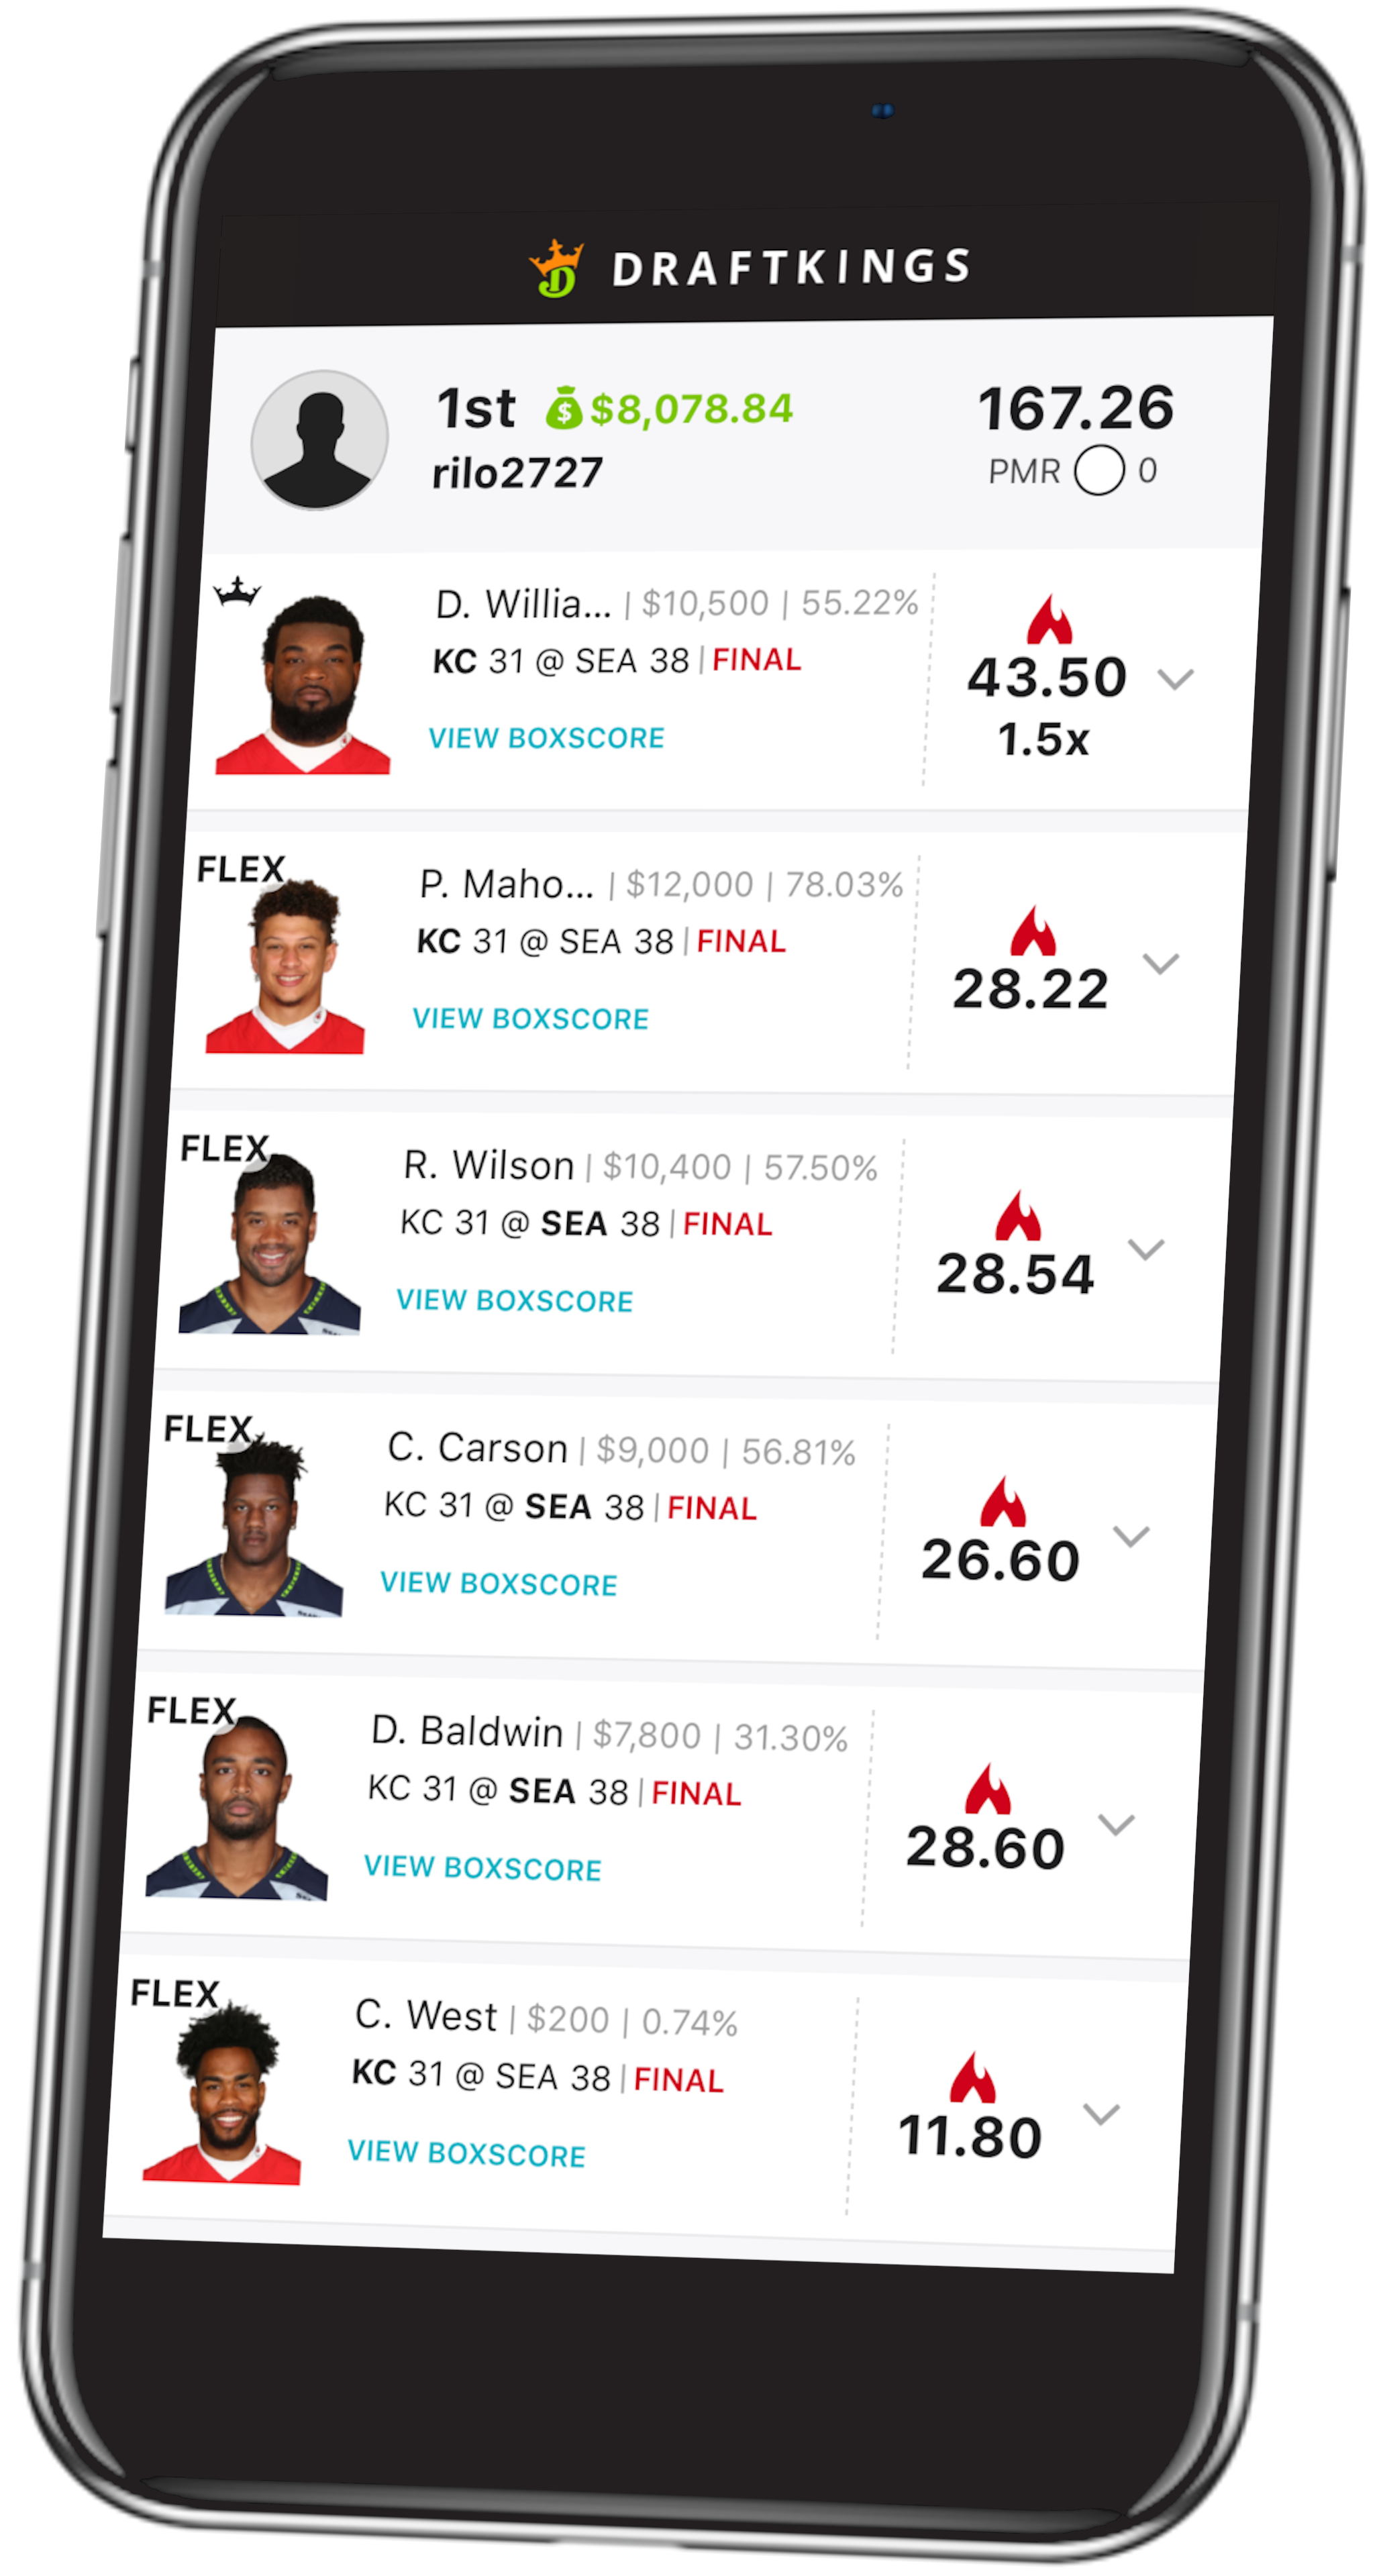 DRAFTKINGS
1st $8,078.84 167.26
rilo2727 PMR 0
D. Willia... | $10,500 | 55.22%
KC 31 @ SEA 38 | FINAL
43.50
VIEW BOXSCORE 1.5x
FLEX
P. Maho... | $12,000 | 78.03%
KC 31 @ SEA 38 | FINAL
28.22
VIEW BOXSCORE
FLEX
R. Wilson | $10,400 | 57.50%
KC 31 @ SEA 38 | FINAL
28.54
VIEW BOXSCORE
FLEX
C. Carson | $9,000 | 56.81%
KC 31 @ SEA 38 | FINAL
26.60
VIEW BOXSCORE
FLEX
D. Baldwin | $7,800 | 31.30%
KC 31 @ SEA 38 | FINAL
28.60
VIEW BOXSCORE
FLEX
C. West | $200 | 0.74%
KC 31 @ SEA 38 | FINAL
11.80
VIEW BOXSCORE